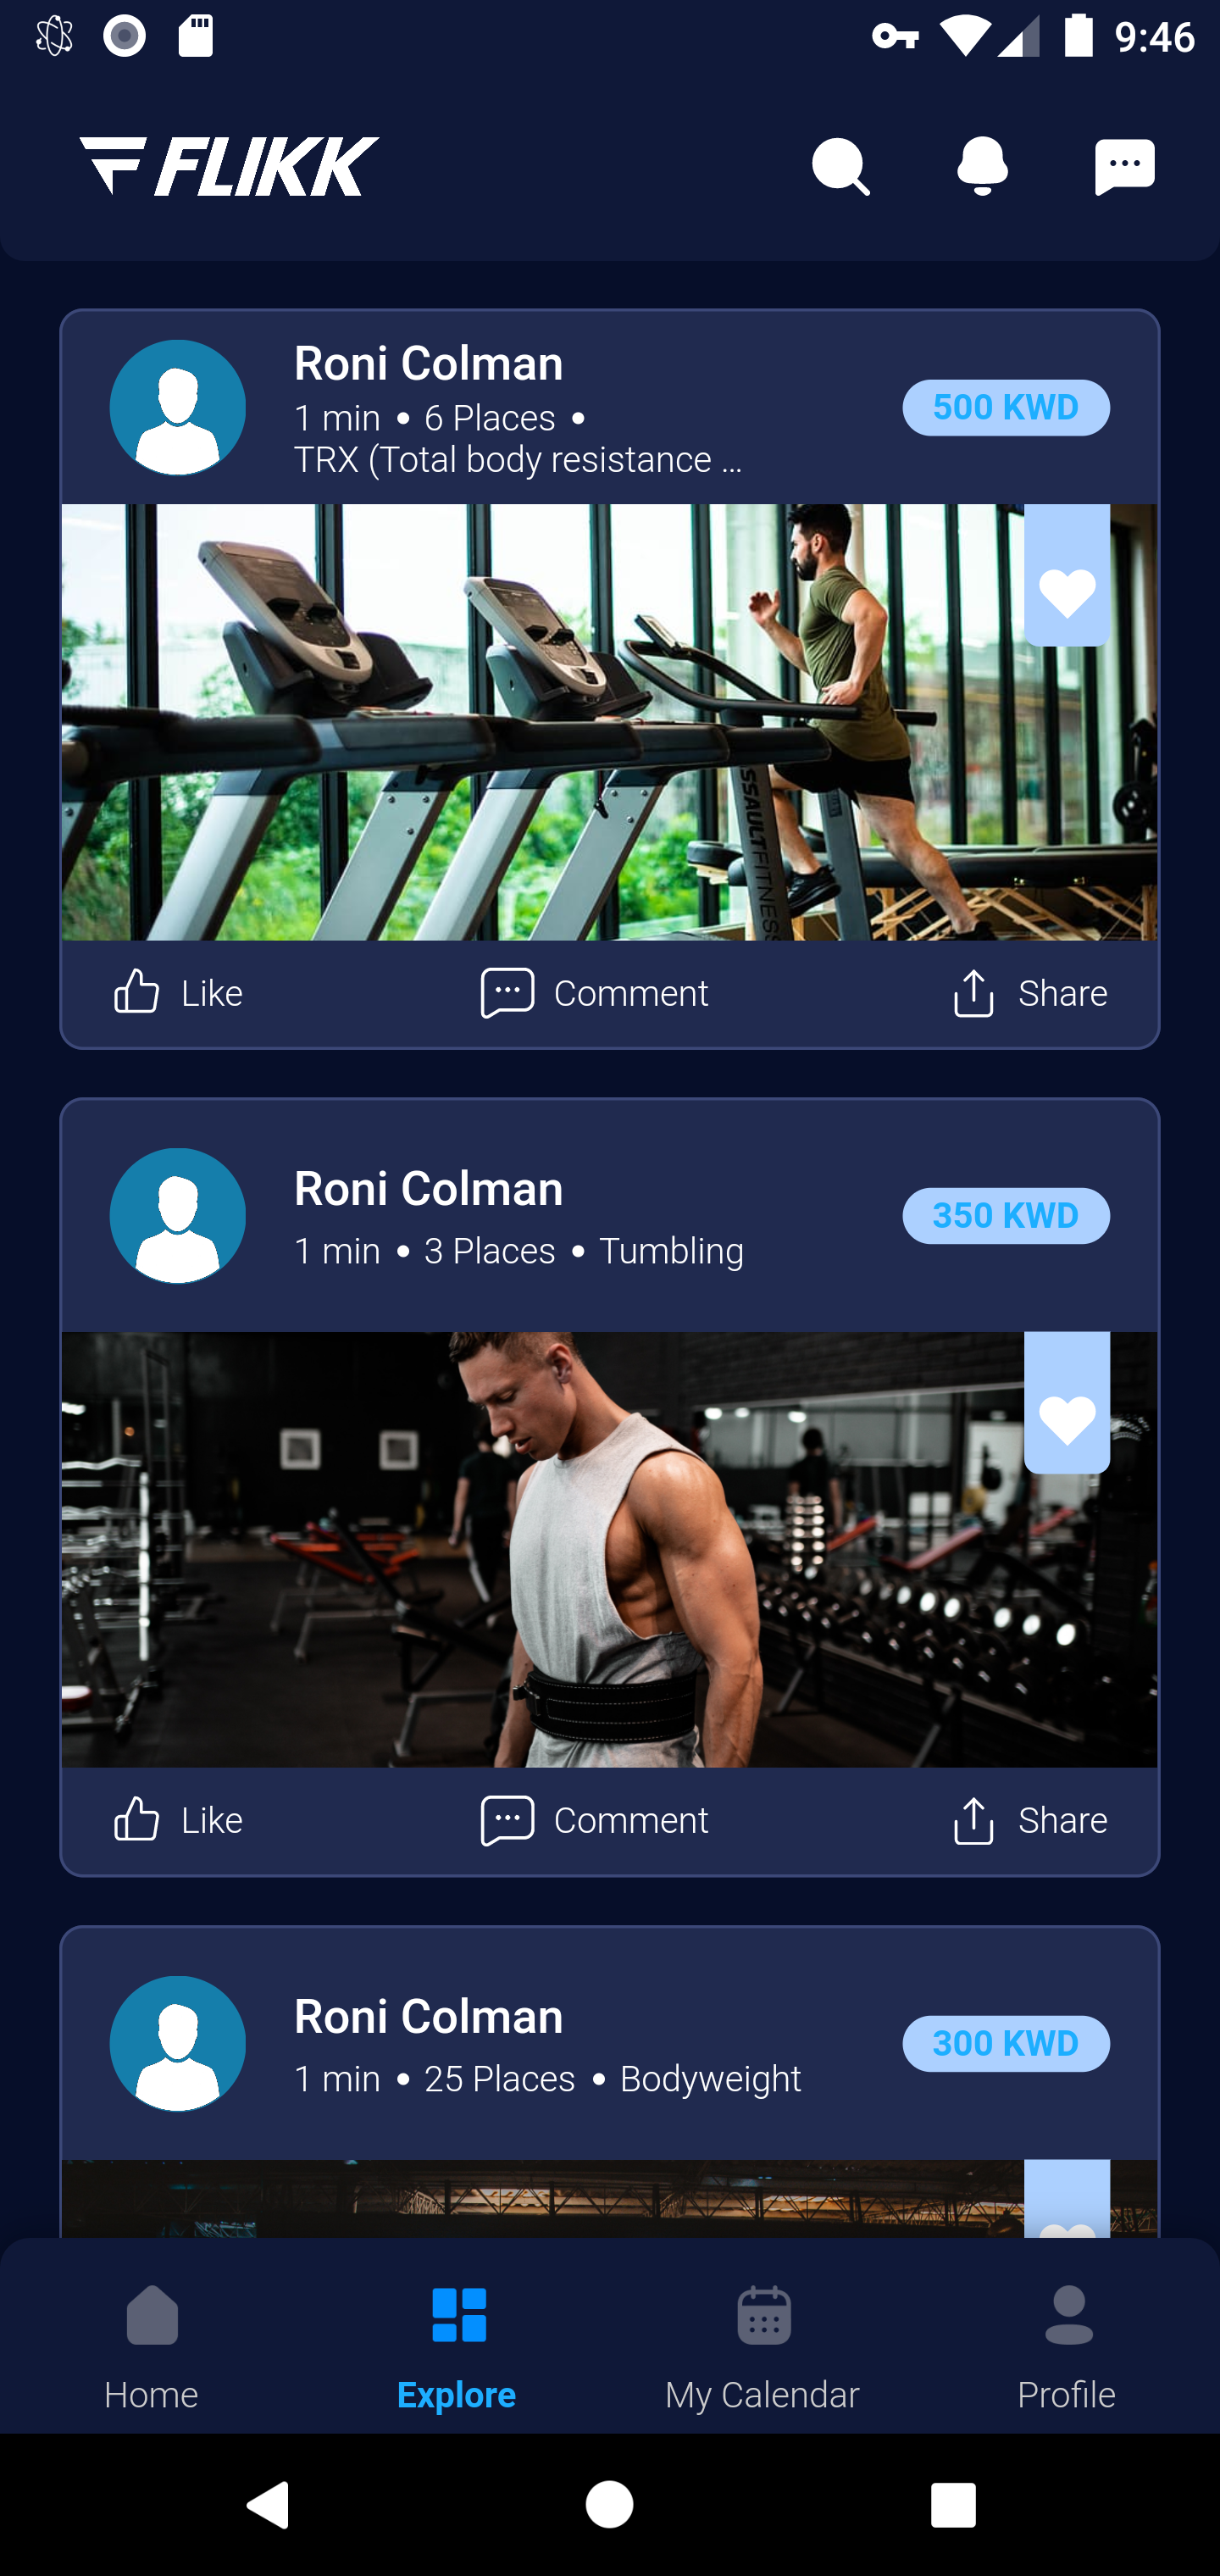 9:46
FLIKK
Roni Colman
1 min • 6 Places •
TRX (Total body resistance ...
500 KWD
SSAULT FITNESS
Like
Comment
Share
Roni Colman
1 min • 3 Places • Tumbling
350 KWD
Like
Comment
Share
Roni Colman
1 min • 25 Places • Bodyweight
300 KWD
Home
Explore
My Calendar
Profile